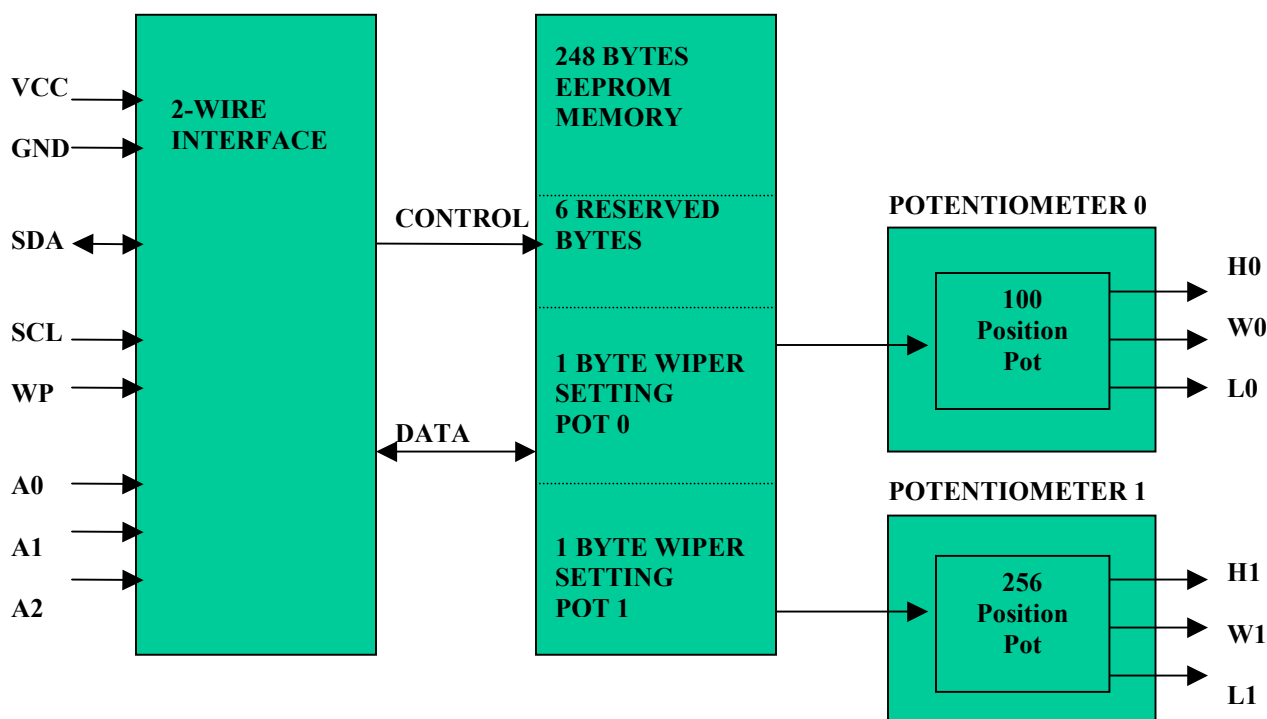 VCC
GND
SDA
SCL
WP
A0
A1
A2
2-WIRE
INTERFACE
CONTROL
DATA
248 BYTES
EEPROM
MEMORY
6 RESERVED
BYTES
1 BYTE WIPER
SETTING
POT 0
1 BYTE WIPER
SETTING
POT 1
POTENTIOMETER 0
100
Position
Pot
H0
W0
L0
POTENTIOMETER 1
256
Position
Pot
H1
W1
L1